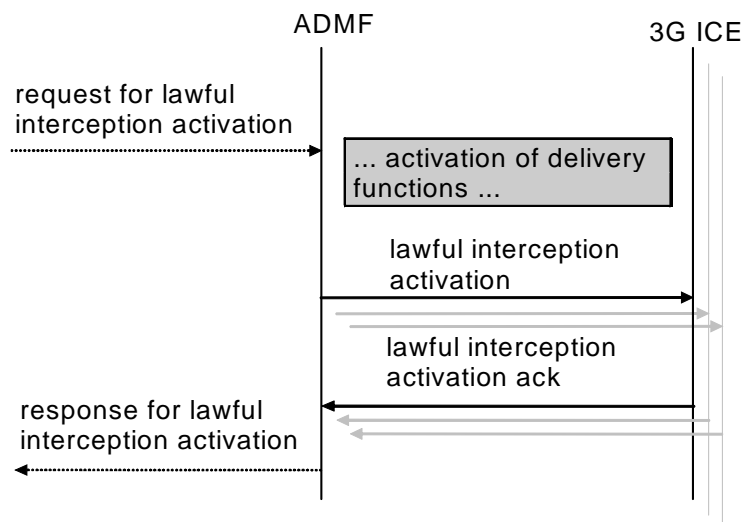 ADMF
3G ICE
request for lawful
interception activation
... activation of delivery
functions ...
lawful interception
activation
lawful interception
activation ack
response for lawful
interception activation